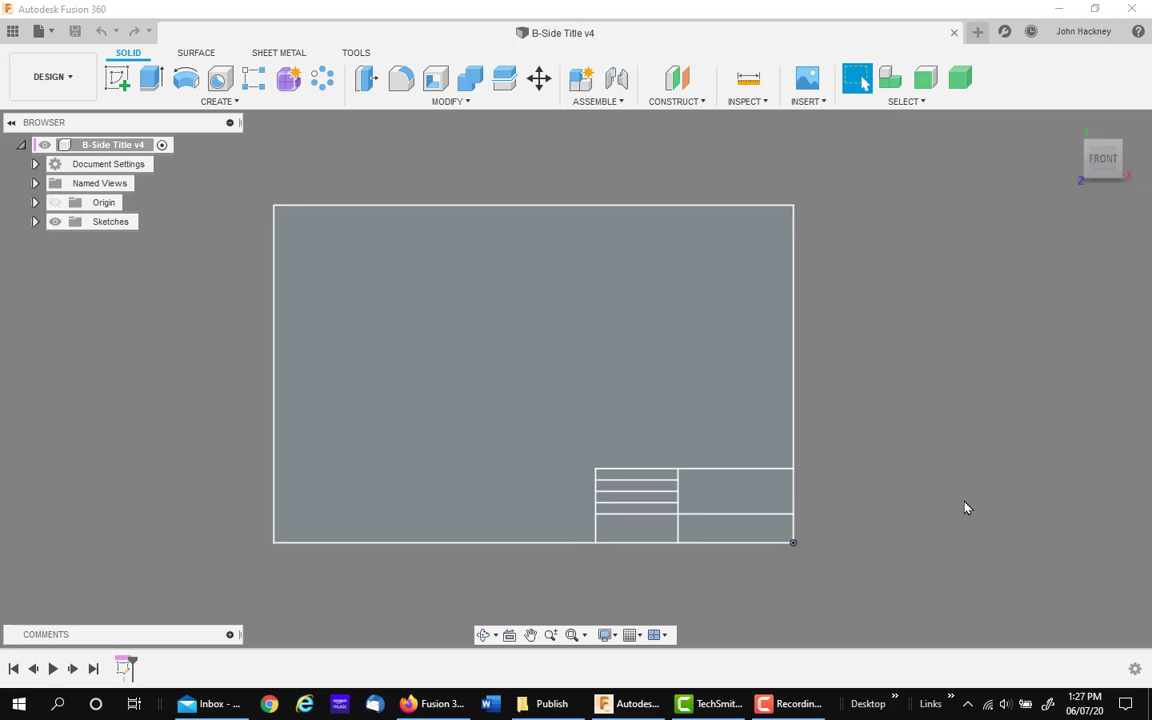 Autodesk Fusion 360
B-Side Title v4
John Hackney
SOLID
SURFACE
SHEET METAL
TOOLS
DESIGN
CREATE
MODIFY
ASSEMBLE
CONSTRUCT
INSPECT
INSERT
SELECT
BROWSER
B-Side Title v4
Document Settings
Named Views
Origin
Sketches
FRONT
Z
X
COMMENTS
Inbox - ...
Fusion 3...
Publish
Autodes...
TechSmit...
Recordin...
Desktop
Links
1:27 PM
06/07/20